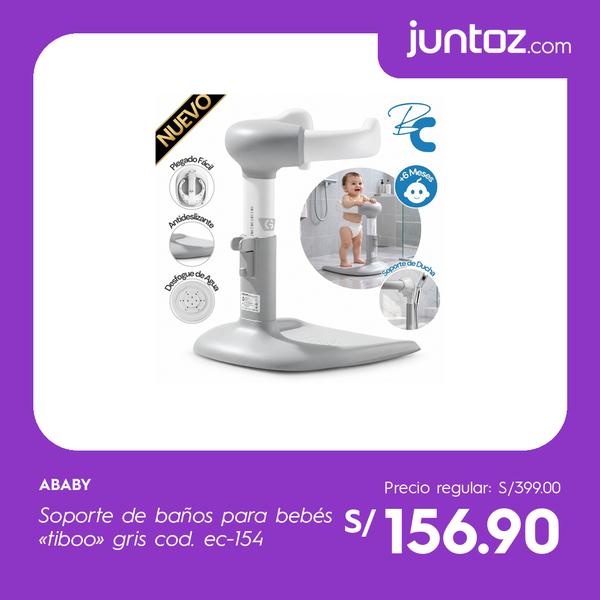 juntoz.com
NUEVO
Plegado Fácil
Antideslizante
Desfogue de Agua
+6 Meses
Soporte de Ducha
ABABY
Soporte de baños para bebés
«tiboo» gris cod. ec-154
Precio regular: S/399.00
S/ 156.90